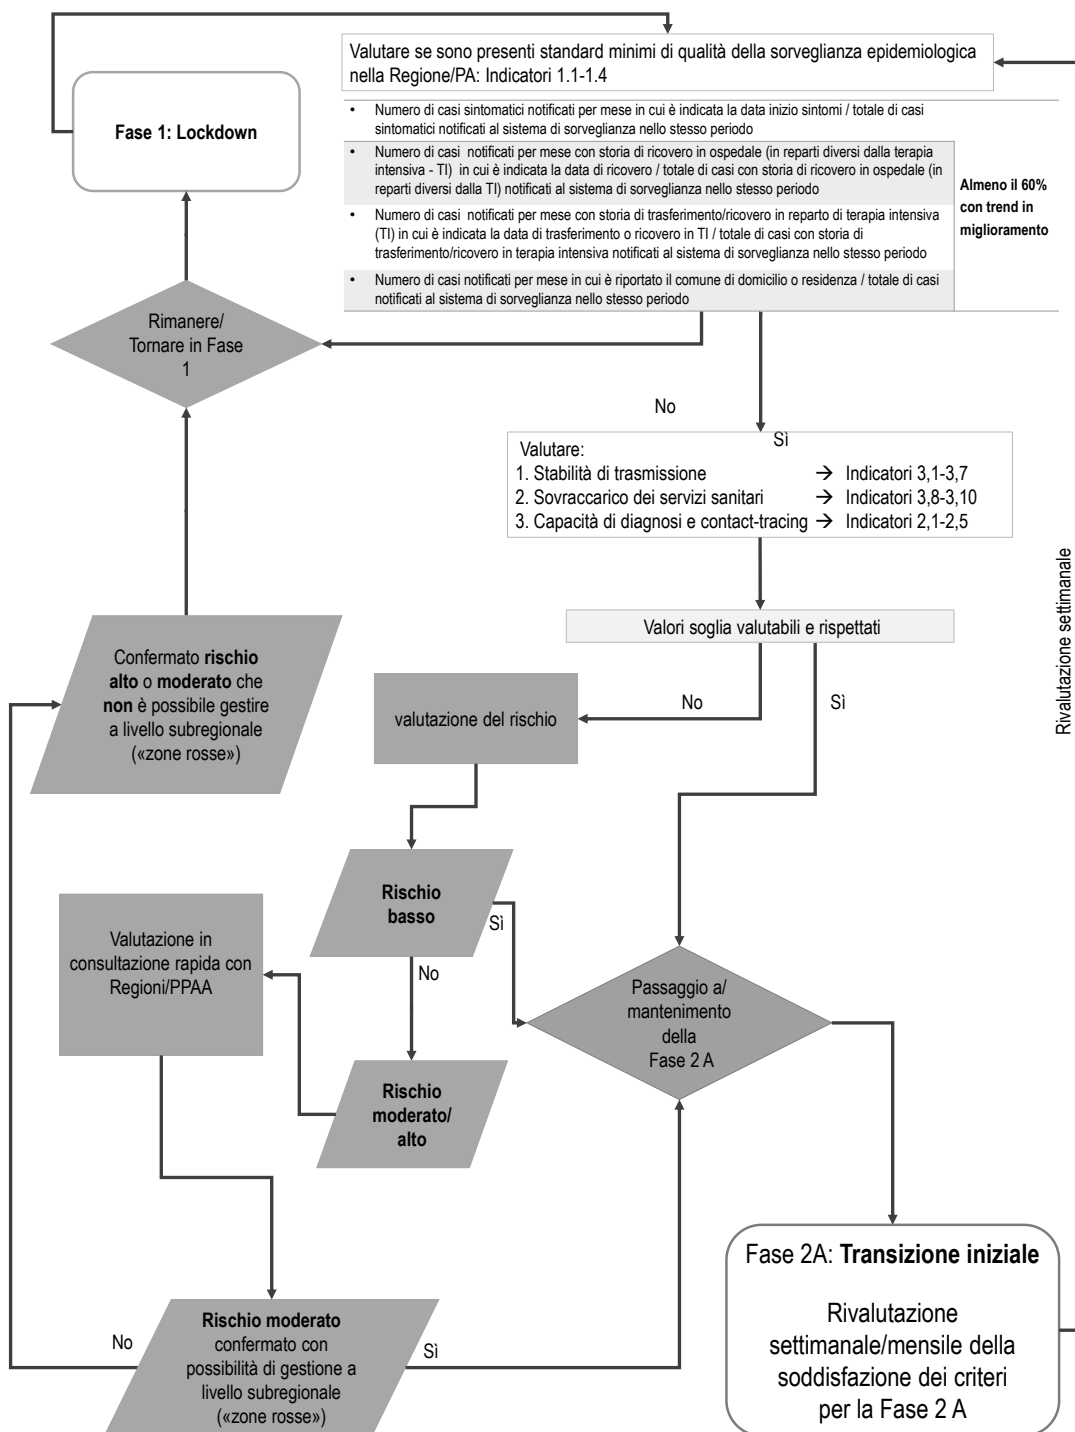 Valutare se sono presenti standard minimi di qualità della sorveglianza epidemiologica
nella Regione/PA: Indicatori 1.1-1.4
Fase 1: Lockdown
• Numero di casi sintomatici notificati per mese in cui è indicata la data inizio sintomi / totale di casi
sintomatici notificati al sistema di sorveglianza nello stesso periodo
• Numero di casi notificati per mese con storia di ricovero in ospedale (in reparti diversi dalla terapia
intensiva - TI) in cui è indicata la data di ricovero / totale di casi con storia di ricovero in ospedale (in
reparti diversi dalla TI) notificati al sistema di sorveglianza nello stesso periodo
• Numero di casi notificati per mese con storia di trasferimento/ricovero in reparto di terapia intensiva
(TI) in cui è indicata la data di trasferimento o ricovero in TI / totale di casi con storia di
trasferimento/ricovero in terapia intensiva notificati al sistema di sorveglianza nello stesso periodo
• Numero di casi notificati per mese in cui è riportato il comune di domicilio o residenza / totale di casi
notificati al sistema di sorveglianza nello stesso periodo
Almeno il 60%
con trend in
miglioramento
Rimanere/
Tornare in Fase
1
No
Sì
Valutare:
1. Stabilità di trasmissione → Indicatori 3,1-3,7
2. Sovraccarico dei servizi sanitari → Indicatori 3,8-3,10
3. Capacità di diagnosi e contact-tracing → Indicatori 2,1-2,5
Rivalutazione settimanale
Valori soglia valutabili e rispettati
Confermato rischio
alto o moderato che
non è possibile gestire
a livello subregionale
(«zone rosse»)
No
Sì
valutazione del rischio
Rischio
basso
Sì
No
Valutazione in
consultazione rapida con
Regioni/PPAA
Passaggio a/
mantenimento
della
Fase 2 A
Rischio
moderato/
alto
Fase 2A: Transizione iniziale
Rivalutazione
settimanale/mensile della
soddisfazione dei criteri
per la Fase 2 A
No
Rischio moderato
confermato con
possibilità di gestione a
livello subregionale
(«zone rosse»)
Sì